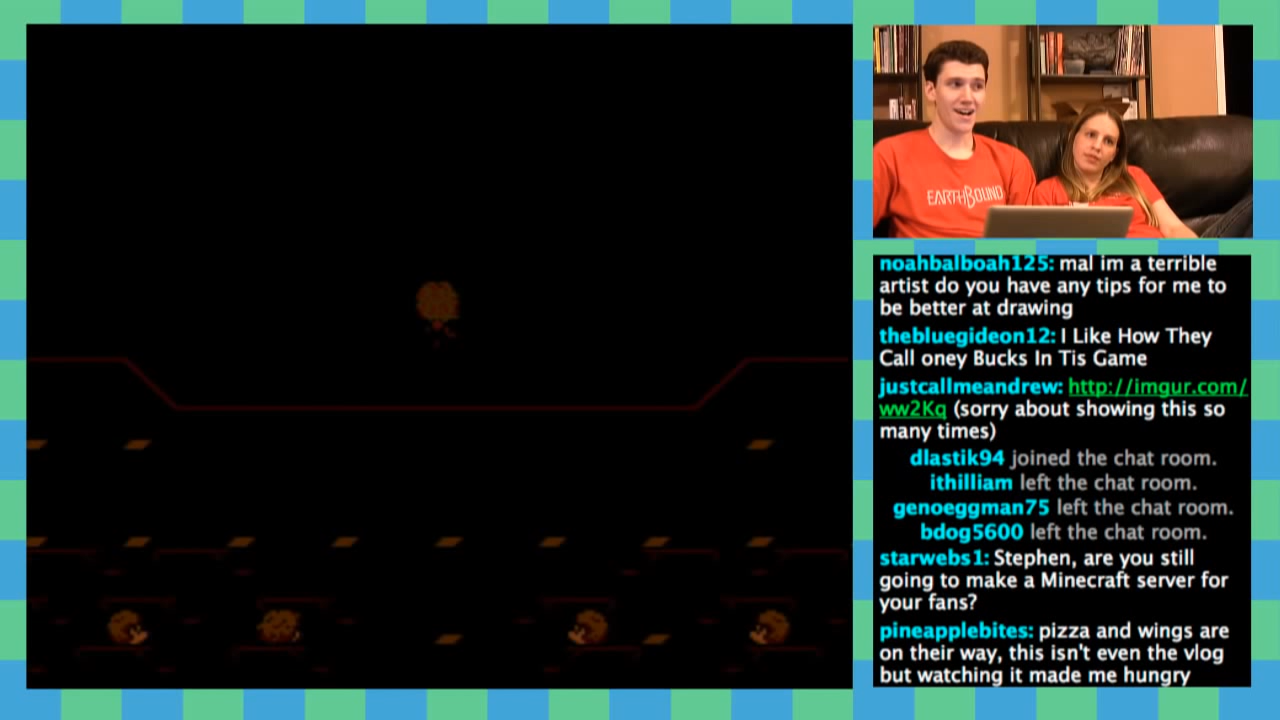 EARTHBOUND
noahbalboah125: mal im a terrible
artist do you have any tips for me to
be better at drawing
thebluegideon12: I Like How They
Call oney Bucks In Tis Game
justcallmeandrew: http://imgur.com/
ww2Kq (sorry about showing this so
many times)
dlastik94 joined the chat room.
ithilliam left the chat room.
genoeggman75 left the chat room.
bdog5600 left the chat room.
starwebs1: Stephen, are you still
going to make a Minecraft server for
your fans?
pineapplebites: pizza and wings are
on their way, this isn't even the vlog
but watching it made me hungry